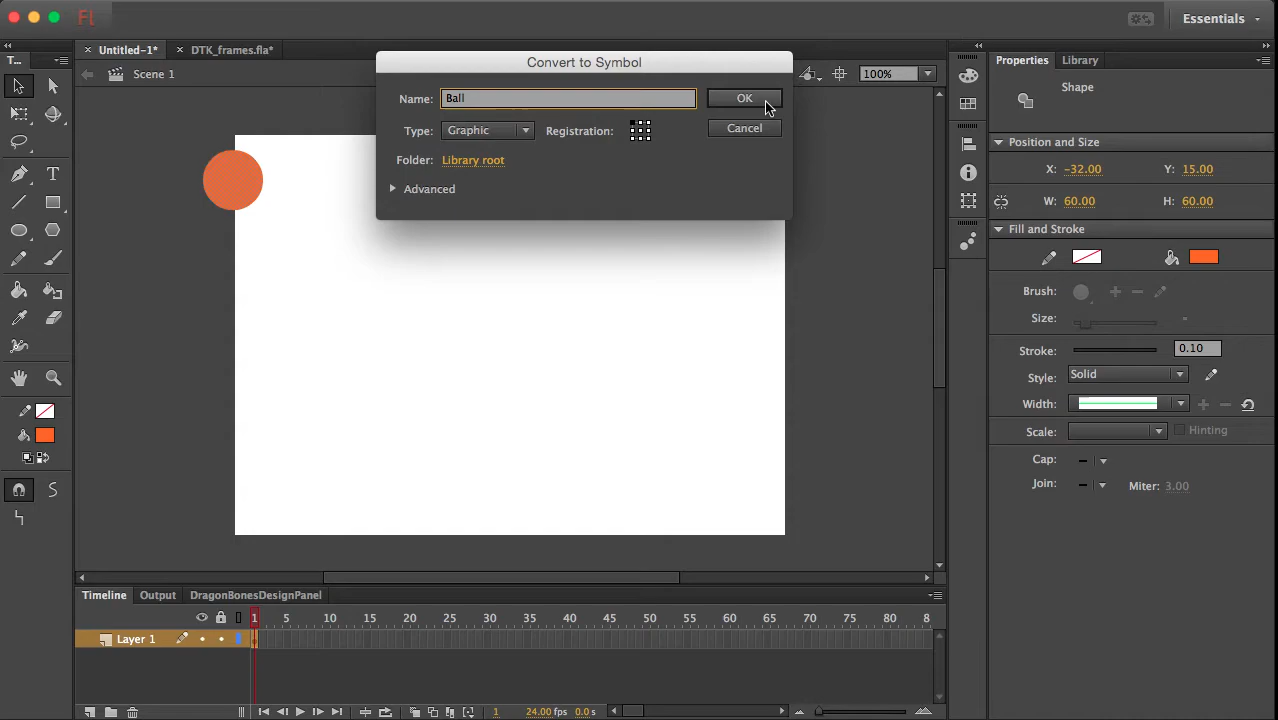 Fl
Essentials
T...
Untitled-1*
DTK_frames.fla*
Scene 1
100%
Convert to Symbol
Name:
Ball
OK
Type:
Graphic
Registration:
Cancel
Folder:
Library root
Advanced
Properties
Library
Shape
Position and Size
X:
-32.00
Y:
15.00
W:
60.00
H:
60.00
Fill and Stroke
Brush:
Size:
-
Stroke:
0.10
Style:
Solid
Width:
Scale:
Hinting
Cap:
Join:
Miter:
3.00
T
S
Timeline
Output
DragonBonesDesignPanel
1 5 10 15 20 25 30 35 40 45 50 55 60 65 70 75 80 8
Layer 1
1
24.00 fps
0.0 s